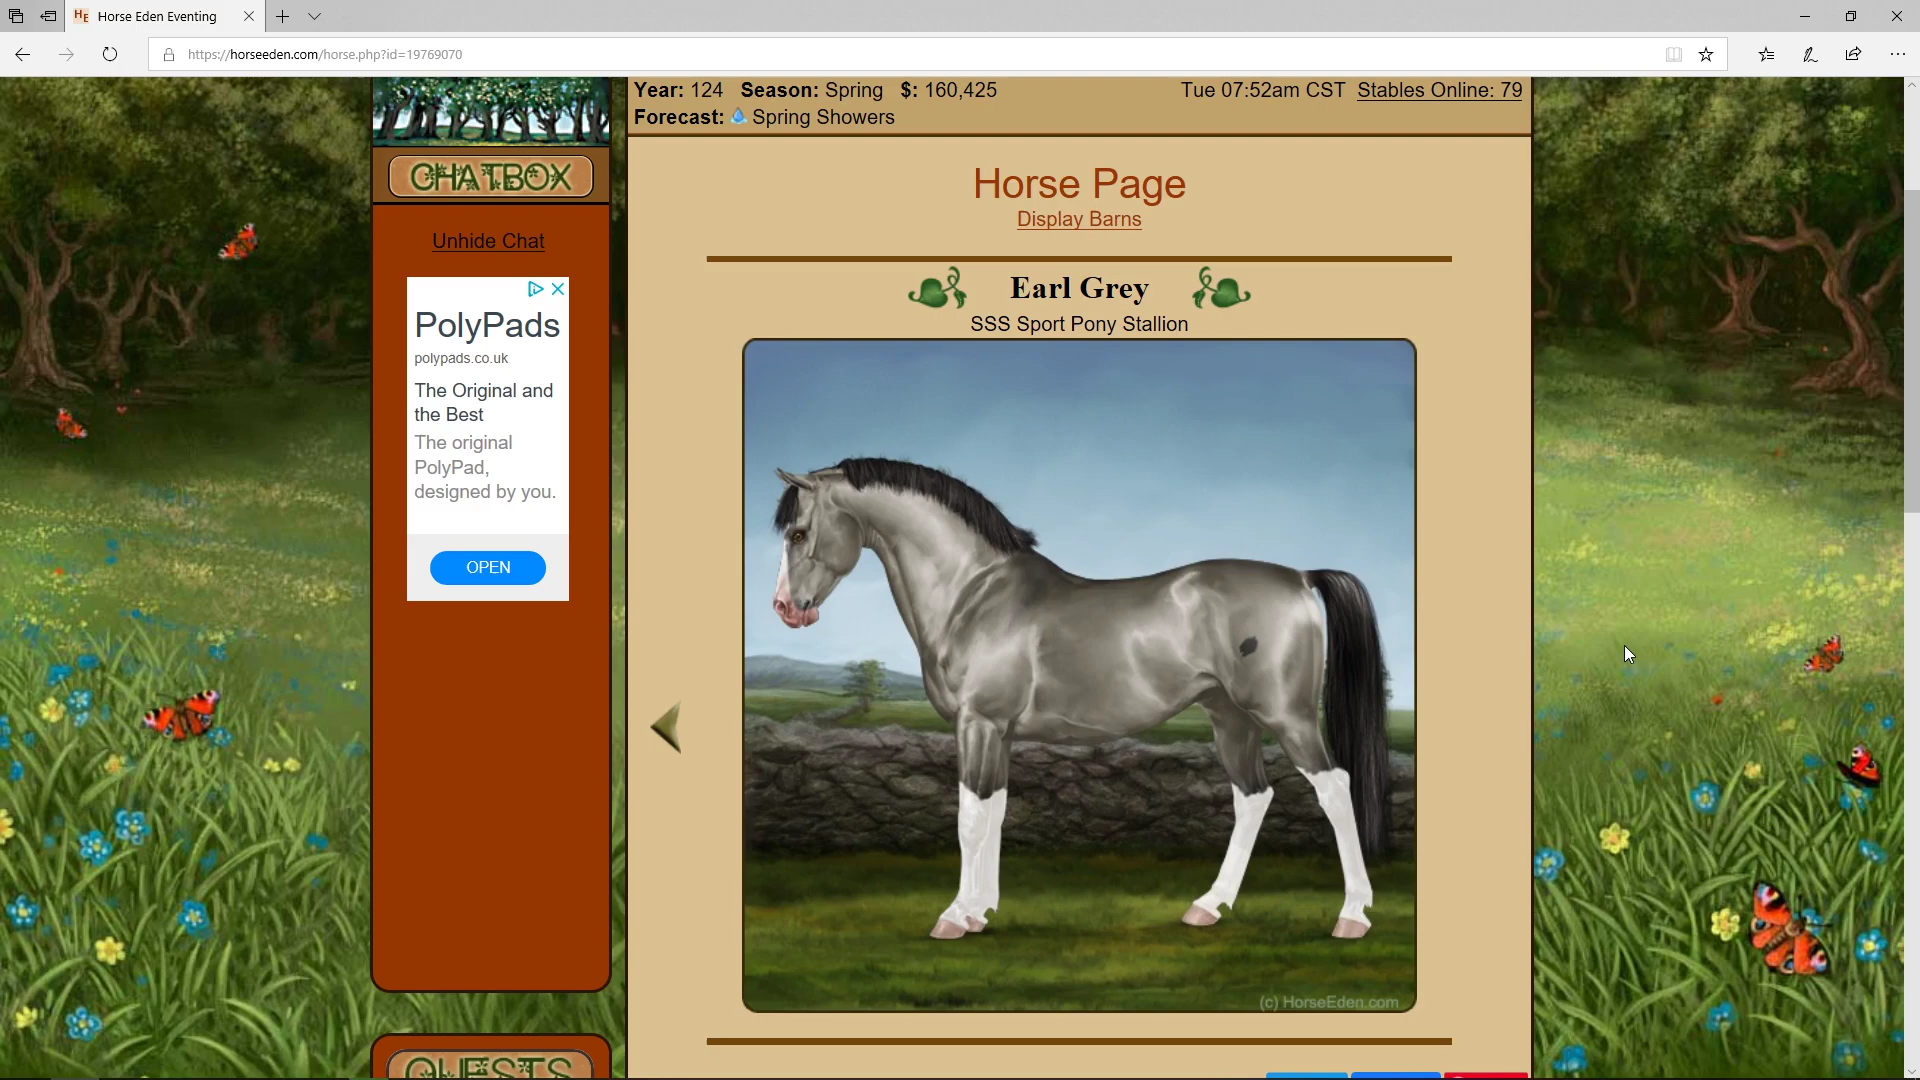 HE Horse Eden Eventing
https://horseeden.com/horse.php?id=19769070
Year: 124 Season: Spring $: 160,425
Tue 07:52am CST Stables Online: 79
Forecast: Spring Showers
CHATBOX
Unhide Chat
PolyPads
polypads.co.uk
The Original and
the Best
The original
PolyPad,
designed by you.
OPEN
QUESTS
Horse Page
Display Barns
Earl Grey
SSS Sport Pony Stallion
(c) HorseEden.com